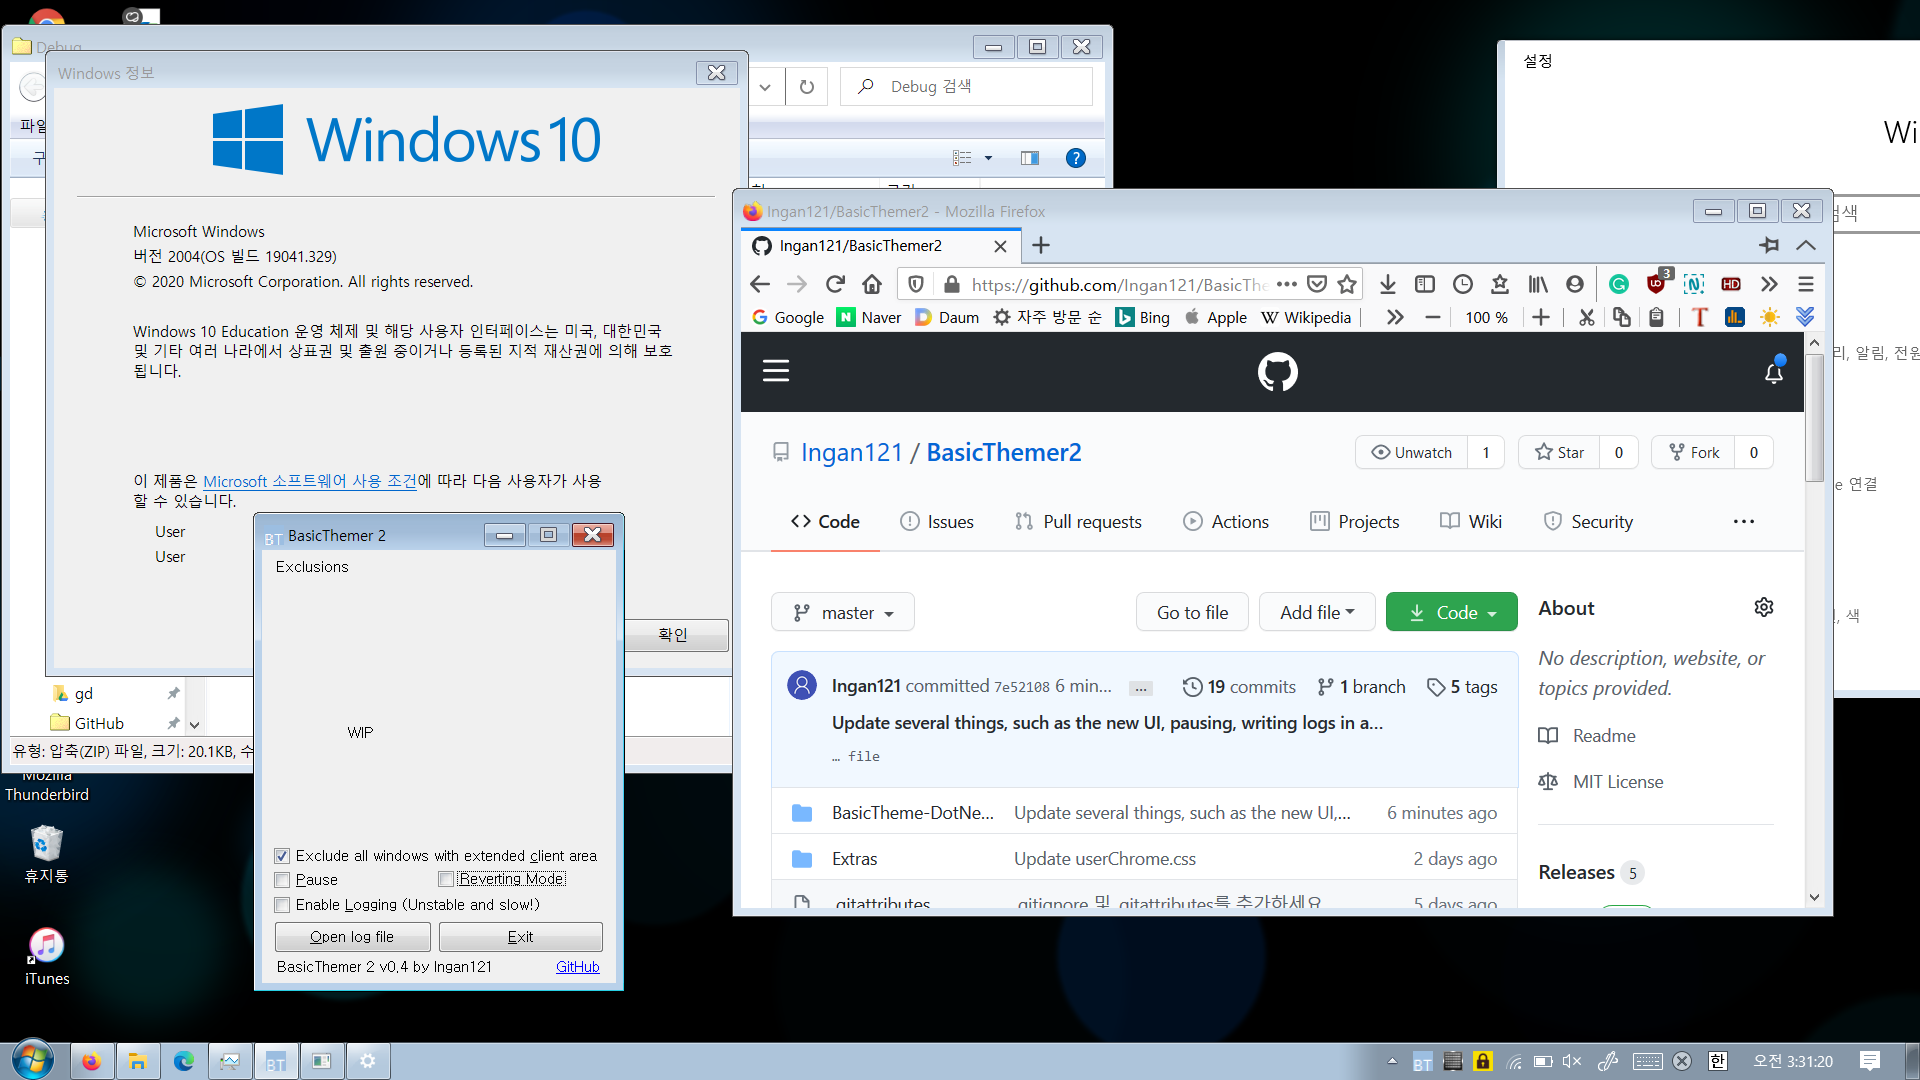 Debug
Windows 정보
Debug 검색
파일
구
Windows 10
Microsoft Windows
버전 2004(OS 빌드 19041.329)
© 2020 Microsoft Corporation. All rights reserved.
Windows 10 Education 운영 체제 및 해당 사용자 인터페이스는 미국, 대한민국
및 기타 여러 나라에서 상표권 및 출원 중이거나 등록된 지적 재산권에 의해 보호
됩니다.
이 제품은 Microsoft 소프트웨어 사용 조건에 따라 다음 사용자가 사용
할 수 있습니다.
User
User
확인
gd
GitHub
유형: 압축(ZIP) 파일, 크기: 20.1KB, 수
BT BasicThemer 2
Exclusions
WIP
Exclude all windows with extended client area
Pause
Reverting Mode
Enable Logging (Unstable and slow!)
Open log file
Exit
BasicThemer 2 v0.4 by Ingan121
GitHub
설정
Wi
검색
리, 알림, 전원
e 연결
, 색
Ingan121/BasicThemer2 - Mozilla Firefox
Ingan121/BasicThemer2
https://github.com/Ingan121/BasicThe
3
HD
Google
Naver
Daum
자주 방문 순
Bing
Apple
Wikipedia
100 %
Ingan121 / BasicThemer2
Unwatch 1
Star 0
Fork 0
Code
Issues
Pull requests
Actions
Projects
Wiki
Security
master
Go to file
Add file
Code
Ingan121 committed 7e52108 6 min...
...
19 commits
1 branch
5 tags
Update several things, such as the new UI, pausing, writing logs in a...
… file
BasicTheme-DotNe... Update several things, such as the new UI,... 6 minutes ago
Extras Update userChrome.css 2 days ago
.gitattributes .gitignore 및 .gitattributes를 추가하세요. 5 days ago
About
No description, website, or
topics provided.
Readme
MIT License
Releases 5
Mozilla
Thunderbird
휴지통
iTunes
BT
BT
한
오전 3:31:20